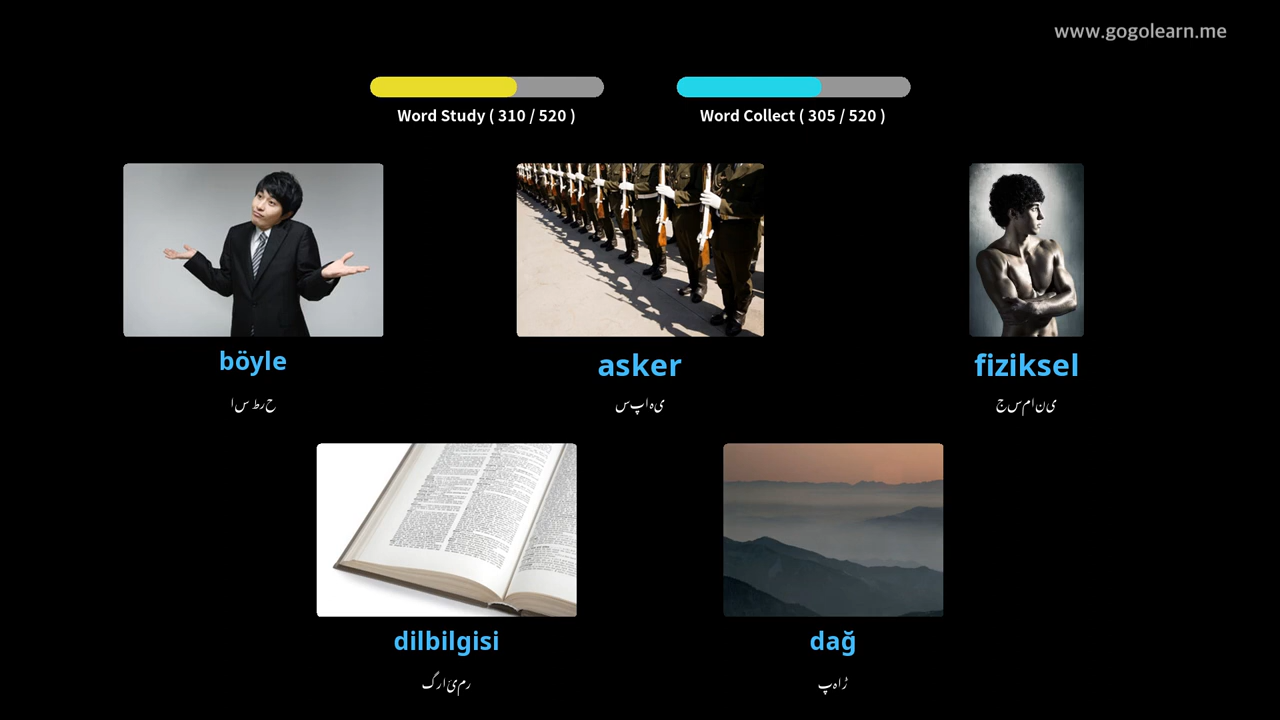 www.gogolearn.me
Word Study ( 310 / 520 )
Word Collect ( 305 / 520 )
böyle
اس طرح
asker
سپاہی
fiziksel
جسمانی
dilbilgisi
گرائمر
dağ
پہاڑ